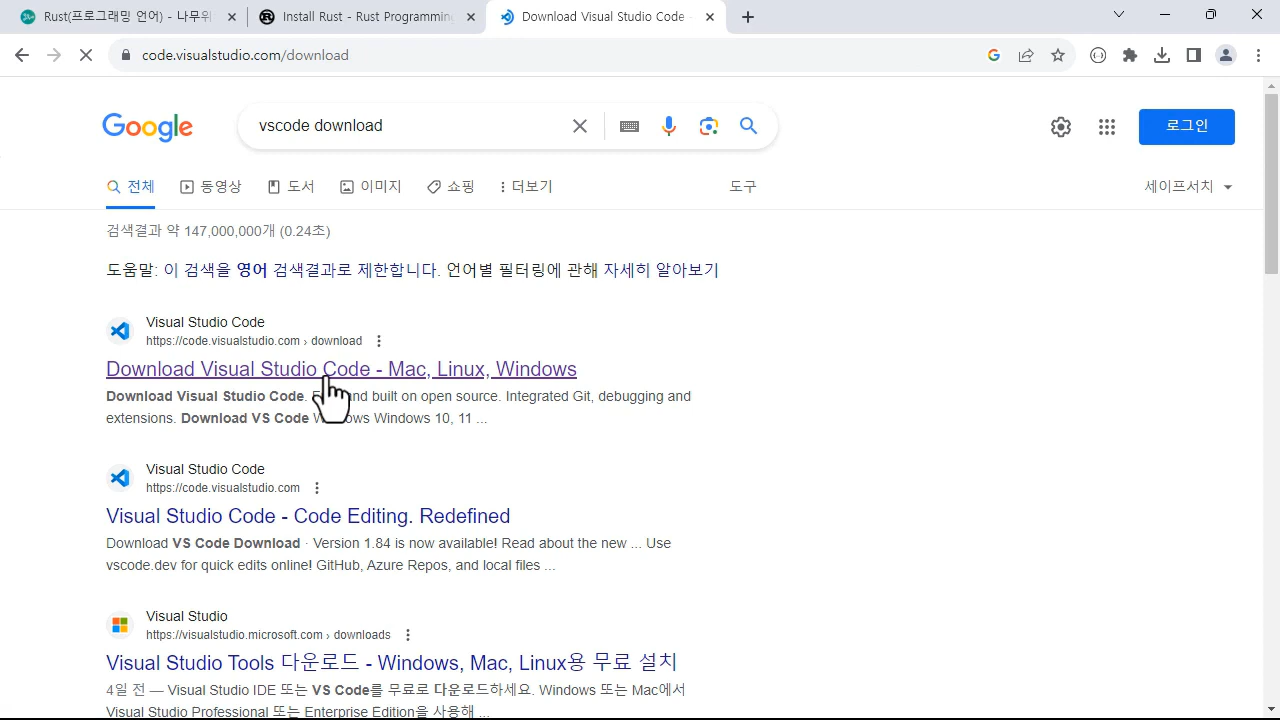 Rust(프로그래밍 언어) - 나무위
Install Rust - Rust Programming
Download Visual Studio Code
code.visualstudio.com/download
Google
vscode download
로그인
전체
동영상
도서
이미지
쇼핑
더보기
도구
세이프서치
검색결과 약 147,000,000개 (0.24초)
도움말: 이 검색을 영어 검색결과로 제한합니다. 언어별 필터링에 관해 자세히 알아보기
Visual Studio Code
https://code.visualstudio.com › download
Download Visual Studio Code - Mac, Linux, Windows
Download Visual Studio Code. and built on open source. Integrated Git, debugging and
extensions. Download VS Code Windows 10, 11 ...
Visual Studio Code
https://code.visualstudio.com
Visual Studio Code - Code Editing. Redefined
Download VS Code Download · Version 1.84 is now available! Read about the new ... Use
vscode.dev for quick edits online! GitHub, Azure Repos, and local files ...
Visual Studio
https://visualstudio.microsoft.com › downloads
Visual Studio Tools 다운로드 - Windows, Mac, Linux용 무료 설치
4일 전 — Visual Studio IDE 또는 VS Code를 무료로 다운로드하세요. Windows 또는 Mac에서
Visual Studio Professional 또는 Enterprise Edition을 사용해 ...